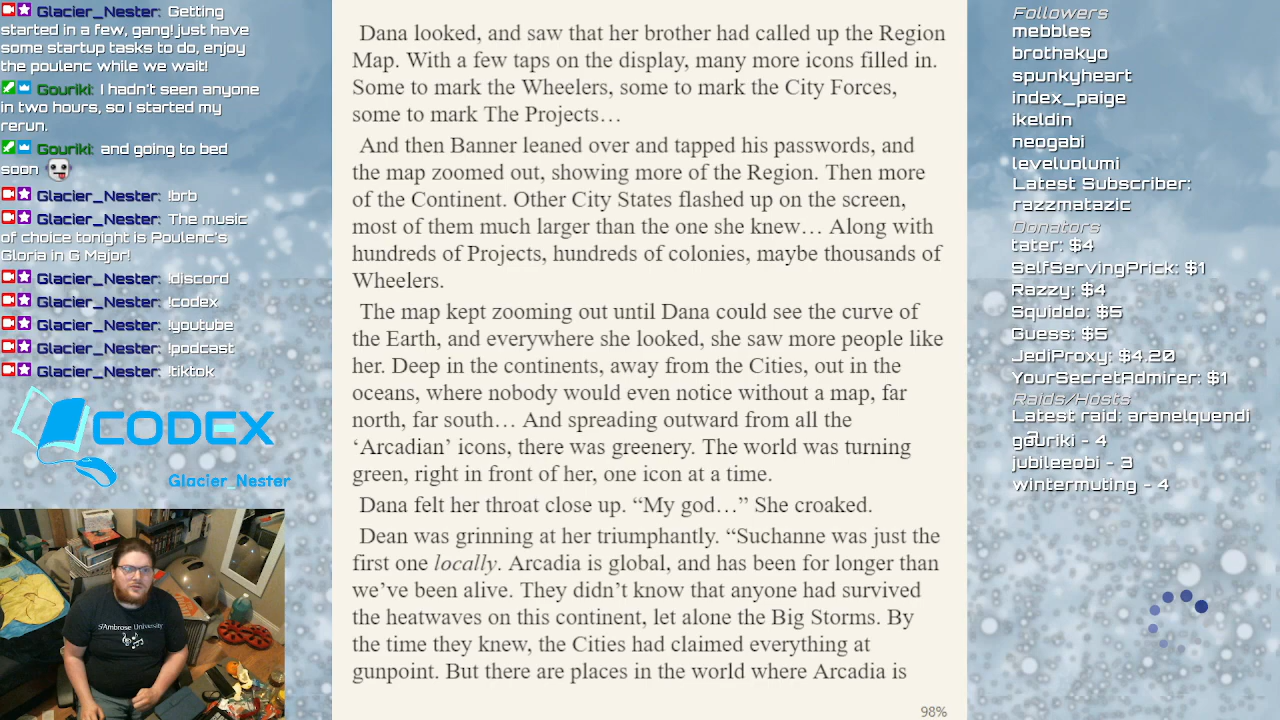 Glacier_Nester: Getting
started in a few, gang! just have
some startup tasks to do, enjoy
the poulenc while we wait!
Gouriki: I hadn't seen anyone
in two hours, so I started my
rerun.
Gouriki: and going to bed
soon
Glacier_Nester: !brb
Glacier_Nester: The music
of choice tonight is Poulenc's
Gloria in G Major!
Glacier_Nester: !discord
Glacier_Nester: !codex
Glacier_Nester: !youtube
Glacier_Nester: !podcast
Glacier_Nester: !tiktok
CODEX
Glacier_Nester
St.Ambrose University
Dana looked, and saw that her brother had called up the Region
Map. With a few taps on the display, many more icons filled in.
Some to mark the Wheelers, some to mark the City Forces,
some to mark The Projects…
And then Banner leaned over and tapped his passwords, and
the map zoomed out, showing more of the Region. Then more
of the Continent. Other City States flashed up on the screen,
most of them much larger than the one she knew… Along with
hundreds of Projects, hundreds of colonies, maybe thousands of
Wheelers.
The map kept zooming out until Dana could see the curve of
the Earth, and everywhere she looked, she saw more people like
her. Deep in the continents, away from the Cities, out in the
oceans, where nobody would even notice without a map, far
north, far south… And spreading outward from all the
‘Arcadian’ icons, there was greenery. The world was turning
green, right in front of her, one icon at a time.
Dana felt her throat close up. “My god…” She croaked.
Dean was grinning at her triumphantly. “Suchanne was just the
first one locally. Arcadia is global, and has been for longer than
we’ve been alive. They didn’t know that anyone had survived
the heatwaves on this continent, let alone the Big Storms. By
the time they knew, the Cities had claimed everything at
gunpoint. But there are places in the world where Arcadia is
98%
Followers
mebbles
brothakyo
spunkyheart
index_paige
ikeldin
neogabi
leveluolumi
Latest Subscriber:
razzmatazic
Donators
tater: $4
SelfServingPrick: $1
Razzy: $4
Squiddo: $5
Guess: $5
JediProxy: $4.20
YourSecretAdmirer: $1
Raids/Hosts
Latest raid: aranelquendi
gouriki - 4
jubileebi - 3
wintermuting - 4